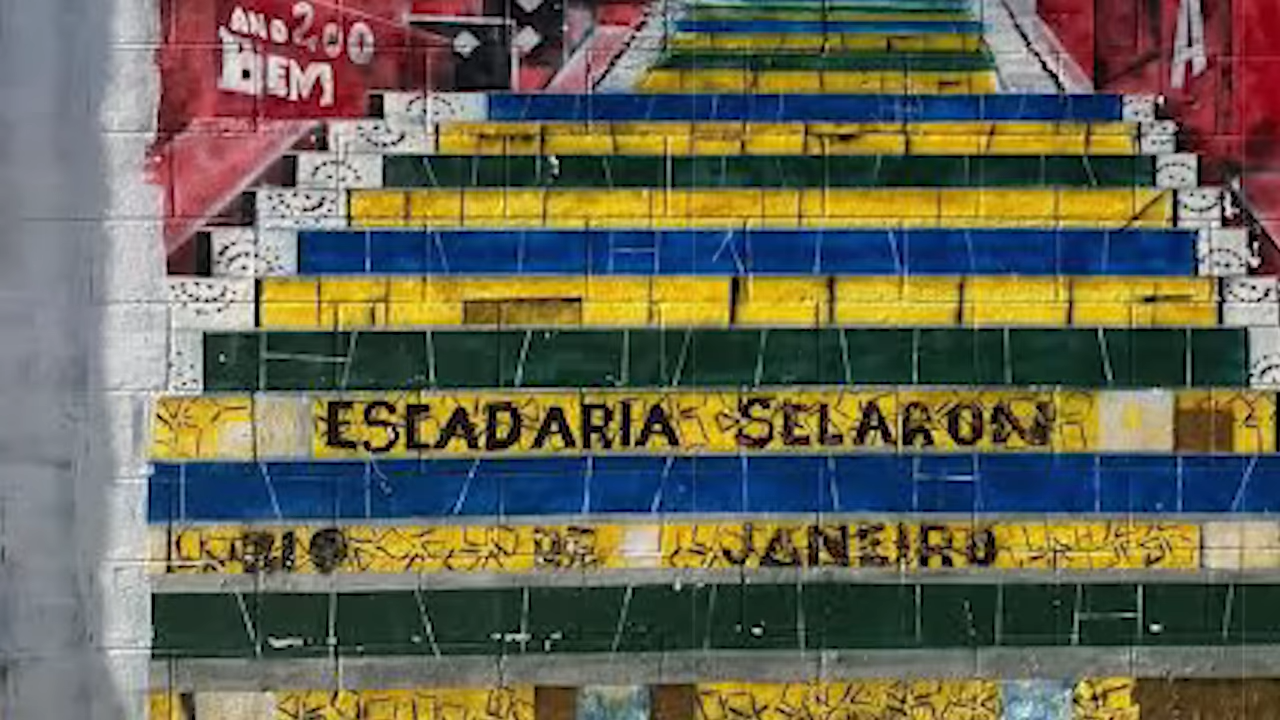 ANO 2000
BEM
A
ESCADARIA SELARON
RIO DE JANEIRO